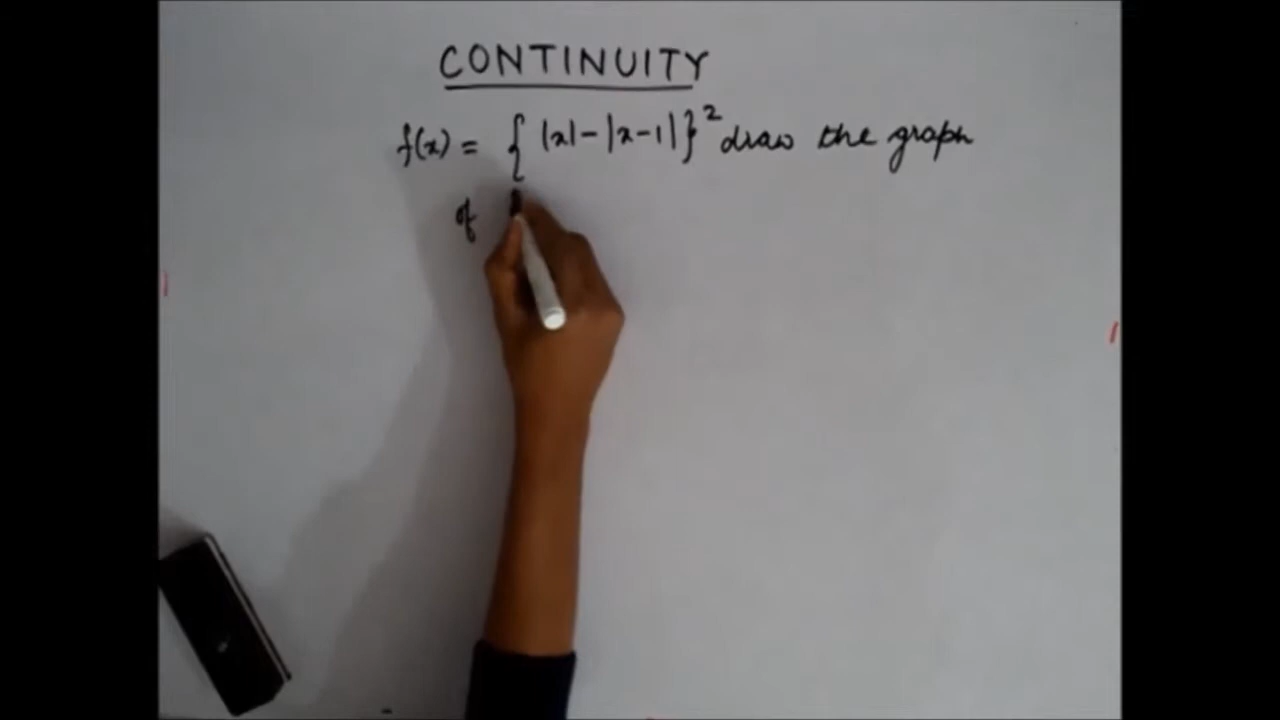 CONTINUITY
f(x) = { |x| - |x-1| }² draw the graph
of